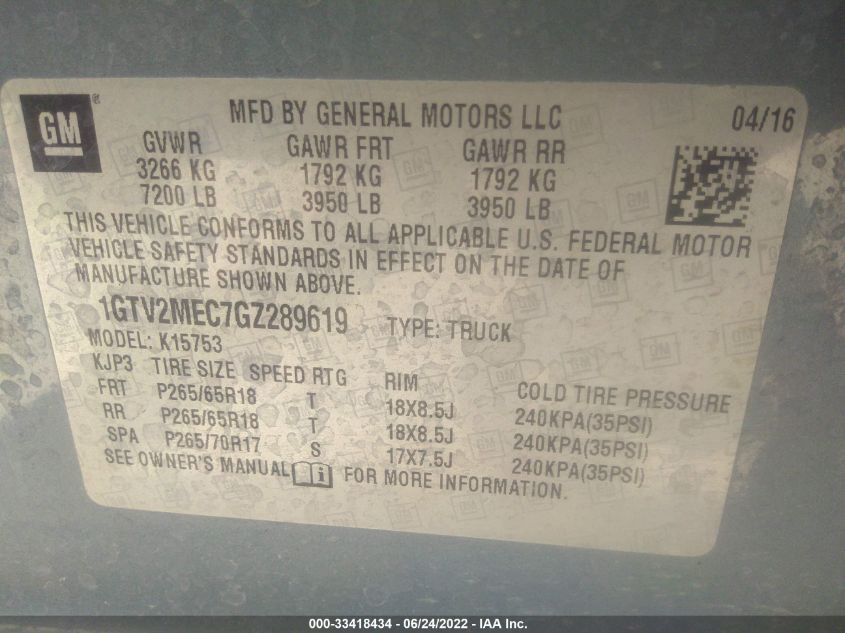 GM ® MFD BY GENERAL MOTORS LLC 04/16
GVWR GAWR FRT GAWR RR
3266 KG 1792 KG 1792 KG
7200 LB 3950 LB 3950 LB
THIS VEHICLE CONFORMS TO ALL APPLICABLE U.S. FEDERAL MOTOR
VEHICLE SAFETY STANDARDS IN EFFECT ON THE DATE OF
MANUFACTURE SHOWN ABOVE.
1GTV2MEC7GZ289619 TYPE: TRUCK
MODEL: K15753
KJP3 TIRE SIZE SPEED RTG RIM COLD TIRE PRESSURE
FRT P265/65R18 T 18X8.5J 240KPA(35PSI)
RR P265/65R18 T 18X8.5J 240KPA(35PSI)
SPA P265/70R17 S 17X7.5J 240KPA(35PSI)
SEE OWNER'S MANUAL i FOR MORE INFORMATION.
000-33418434 - 06/24/2022 - IAA Inc.